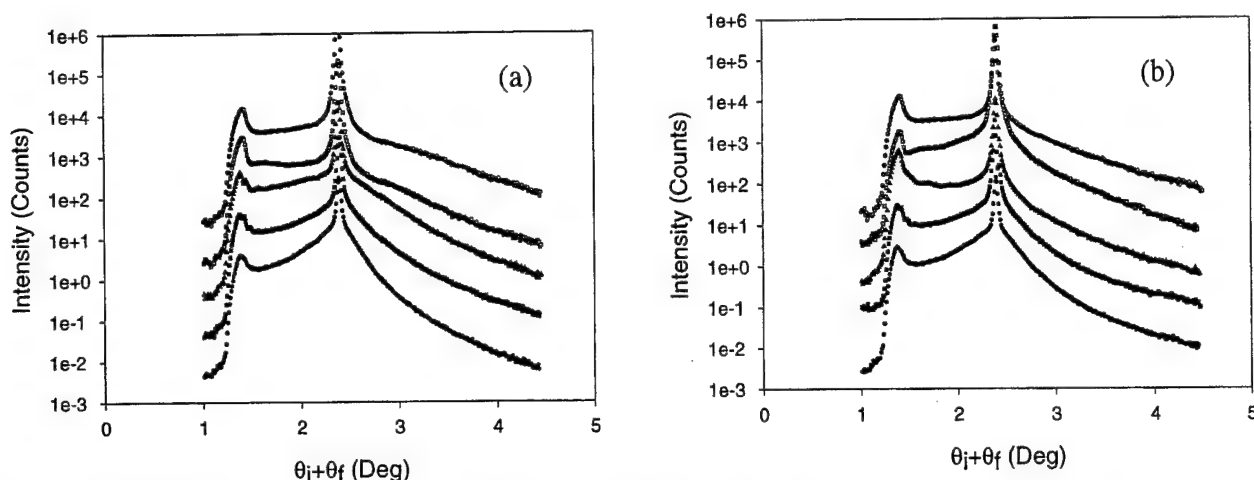 (a)
Intensity (Counts)
1e+6
1e+5
1e+4
1e+3
1e+2
1e+1
1e+0
1e-1
1e-2
1e-3
0 1 2 3 4 5
θi+θf (Deg)
(b)
Intensity (Counts)
1e+6
1e+5
1e+4
1e+3
1e+2
1e+1
1e+0
1e-1
1e-2
1e-3
0 1 2 3 4 5
θi+θf (Deg)